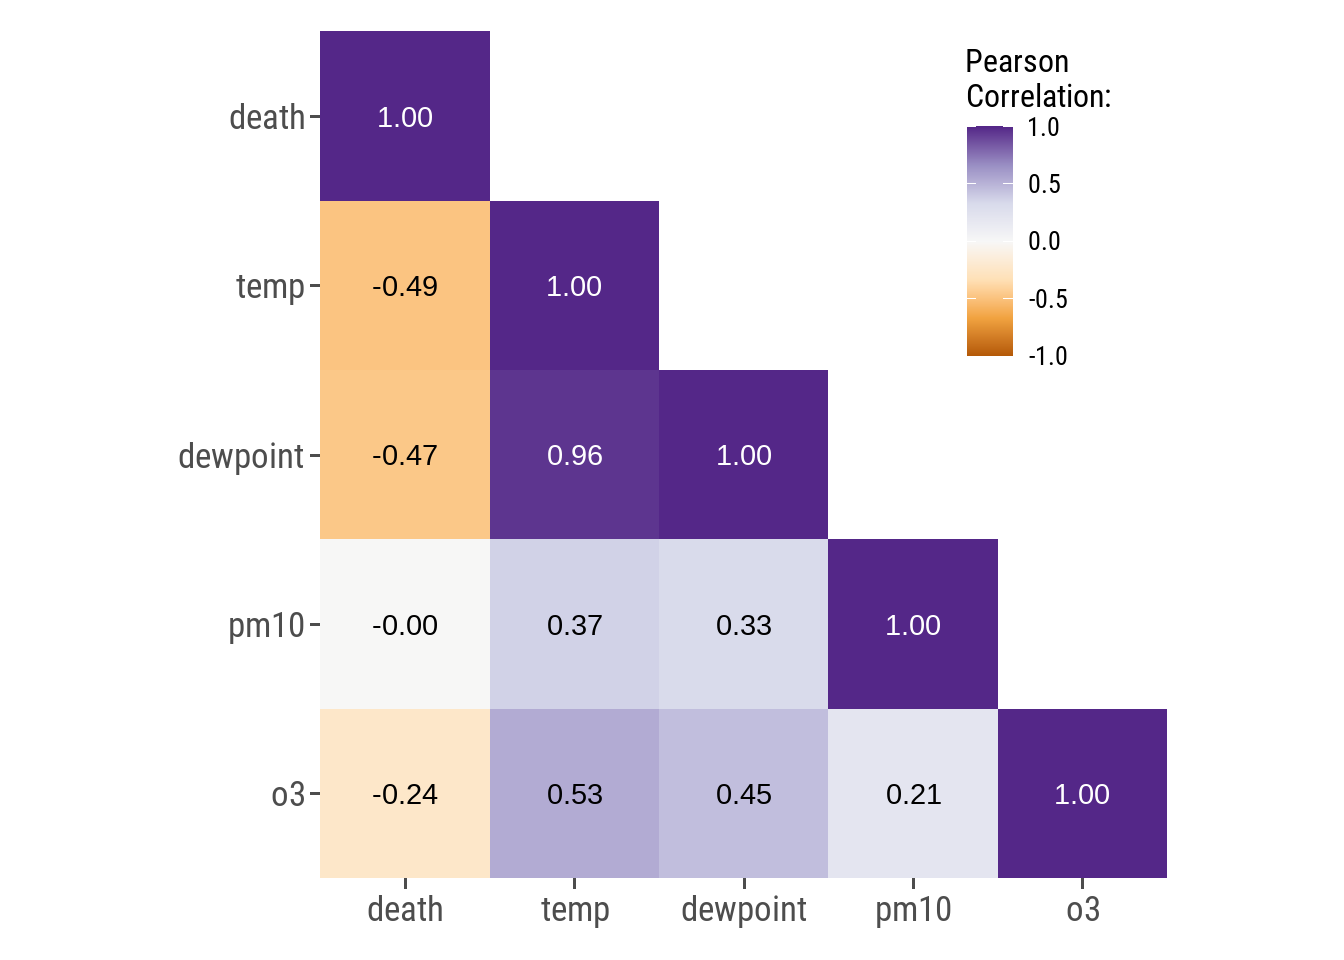 Pearson
Correlation:
1.0
0.5
0.0
-0.5
-1.0
death 1.00
temp -0.49 1.00
dewpoint -0.47 0.96 1.00
pm10 -0.00 0.37 0.33 1.00
o3 -0.24 0.53 0.45 0.21 1.00
death temp dewpoint pm10 o3